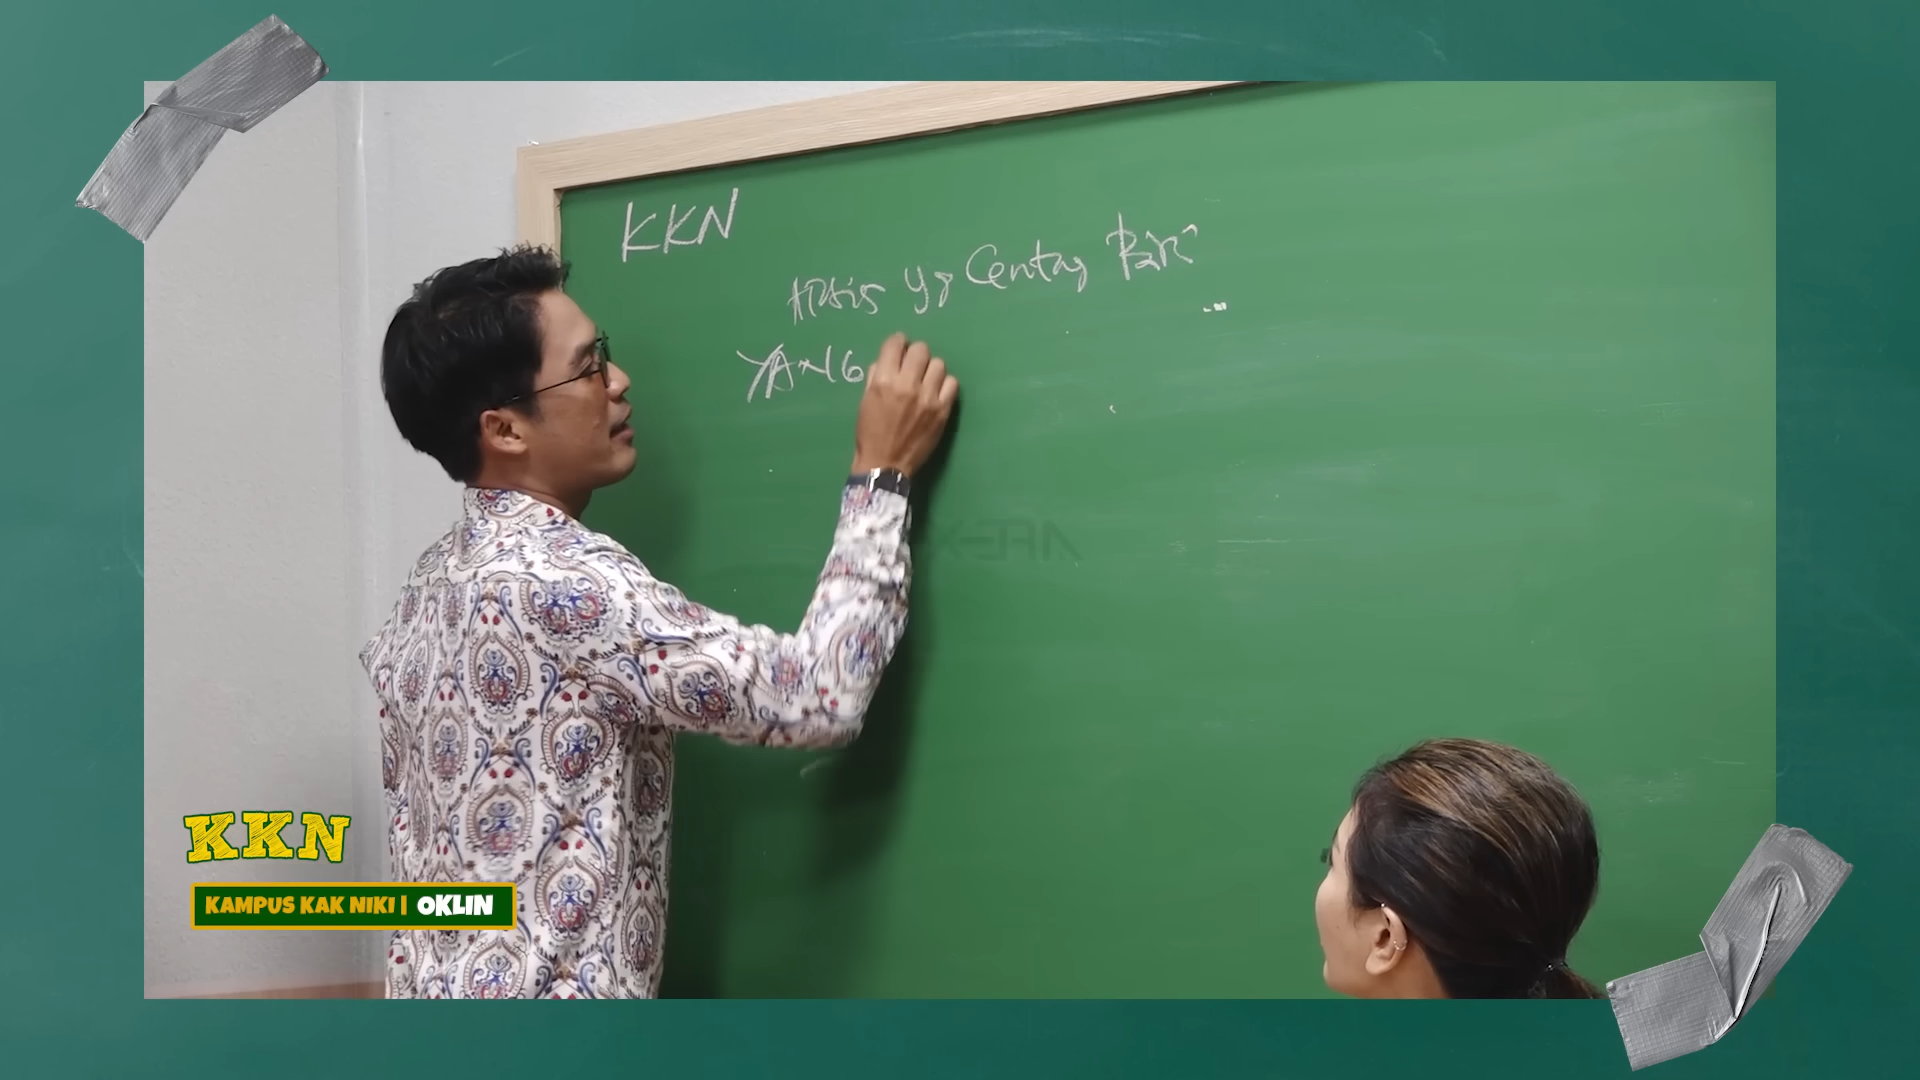 KKN
Artis yg Centang Biru
YANG
KKN
KAMPUS KAK NIKI | OKLIN